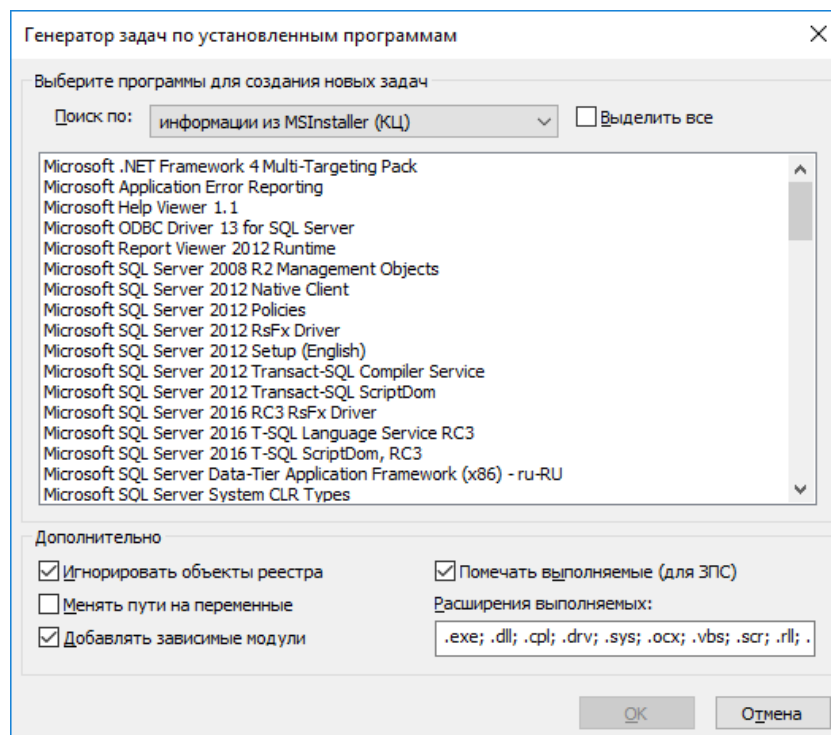 Генератор задач по установленным программам
Выберите программы для создания новых задач
Поиск по: информации из MSInstaller (КЦ) Выделить все
Microsoft .NET Framework 4 Multi-Targeting Pack
Microsoft Application Error Reporting
Microsoft Help Viewer 1.1
Microsoft ODBC Driver 13 for SQL Server
Microsoft Report Viewer 2012 Runtime
Microsoft SQL Server 2008 R2 Management Objects
Microsoft SQL Server 2012 Native Client
Microsoft SQL Server 2012 Policies
Microsoft SQL Server 2012 RsFx Driver
Microsoft SQL Server 2012 Setup (English)
Microsoft SQL Server 2012 Transact-SQL Compiler Service
Microsoft SQL Server 2012 Transact-SQL ScriptDom
Microsoft SQL Server 2016 RC3 RsFx Driver
Microsoft SQL Server 2016 T-SQL Language Service RC3
Microsoft SQL Server 2016 T-SQL ScriptDom, RC3
Microsoft SQL Server Data-Tier Application Framework (x86) - ru-RU
Microsoft SQL Server System CLR Types
Дополнительно
Игнорировать объекты реестра
Помечать выполняемые (для ЗПС)
Менять пути на переменные
Расширения выполняемых:
Добавлять зависимые модули
.exe; .dll; .cpl; .drv; .sys; .ocx; .vbs; .scr; .rll; .
OK Отмена